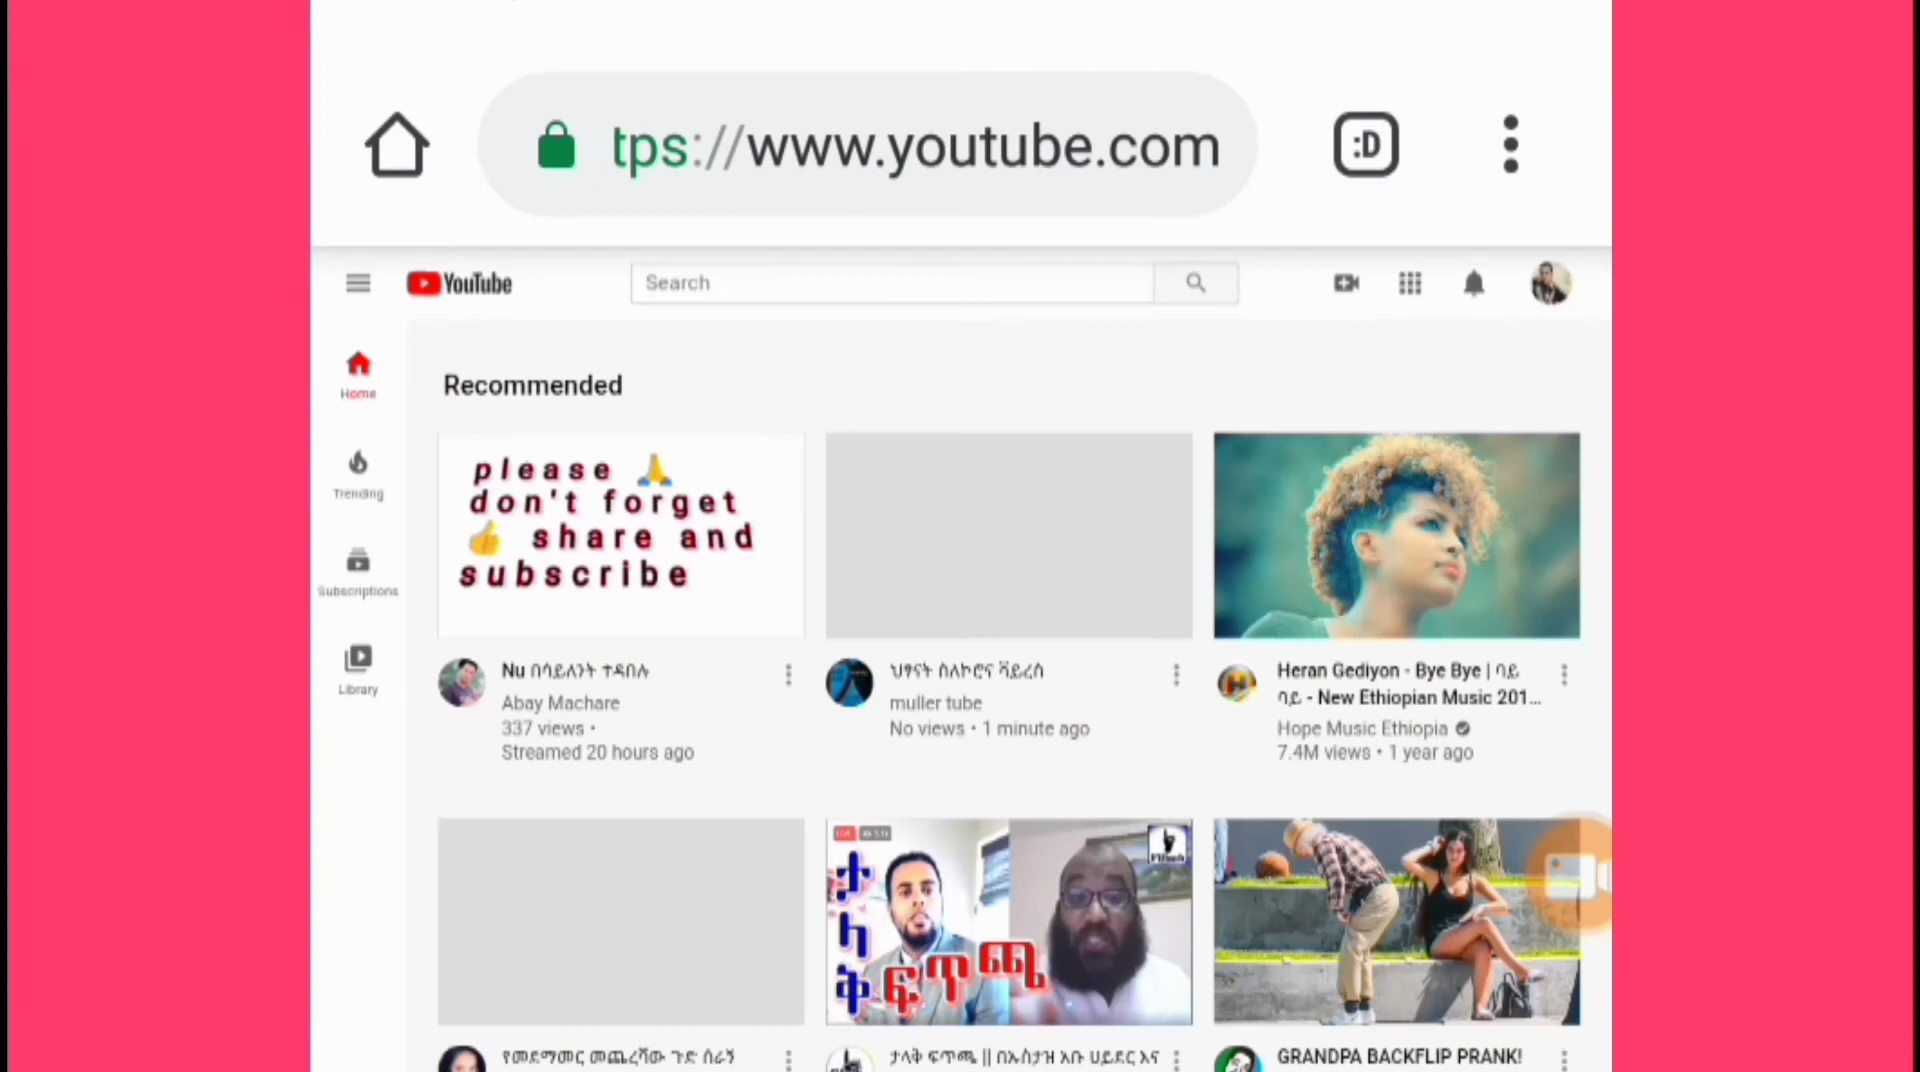 tps://www.youtube.com
:D
YouTube
Search
Home
Trending
Subscriptions
Library
Recommended
please 🙏
don't forget
👍 share and
subscribe
Nu በሳይለንት ተዳበሉ
Abay Machare
337 views •
Streamed 20 hours ago
ህፃናት ስለኮሮና ቫይረስ
muller tube
No views • 1 minute ago
Heran Gediyon - Bye Bye | ባይ
ባይ - New Ethiopian Music 201...
Hope Music Ethiopia
7.4M views • 1 year ago
ታላቅ
ፍጥጫ
የመደማመር መጨረሻው ጉድ ሰራኝ
ታላቅ ፍጥጫ || በኡስታዝ አቡ ሀይደር እና
GRANDPA BACKFLIP PRANK!